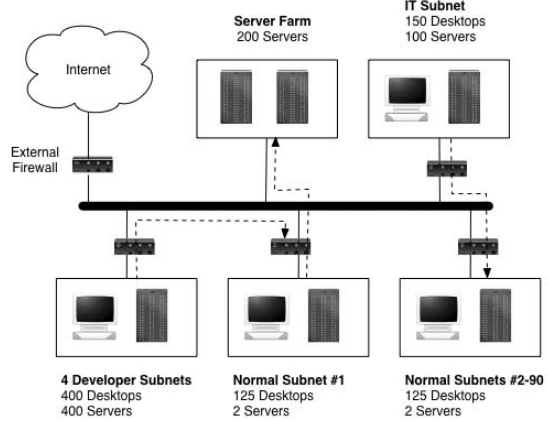 Server Farm
200 Servers
IT Subnet
150 Desktops
100 Servers
Internet
External
Firewall
4 Developer Subnets
400 Desktops
400 Servers
Normal Subnet #1
125 Desktops
2 Servers
Normal Subnets #2-90
125 Desktops
2 Servers